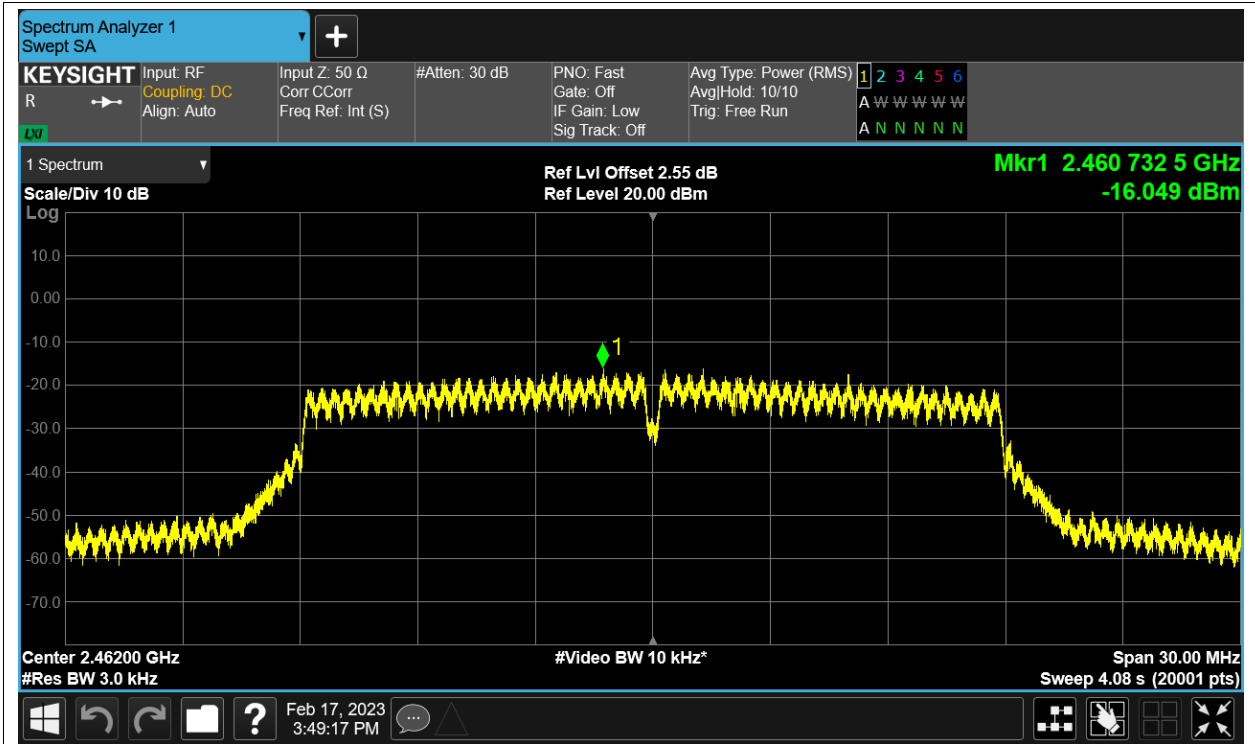 Spectrum Analyzer 1
Swept SA
KEYSIGHT
R
LXI
Input: RF
Coupling: DC
Align: Auto
Input Z: 50 Ω
Corr CCorr
Freq Ref: Int (S)
#Atten: 30 dB
PNO: Fast
Gate: Off
IF Gain: Low
Sig Track: Off
Avg Type: Power (RMS)
Avg|Hold: 10/10
Trig: Free Run
1 2 3 4 5 6
A W W W W W
A N N N N N
1 Spectrum
Scale/Div 10 dB
Ref Lvl Offset 2.55 dB
Ref Level 20.00 dBm
Mkr1 2.460 732 5 GHz
-16.049 dBm
Log
10.0
0.00
-10.0
1
-20.0
-30.0
-40.0
-50.0
-60.0
-70.0
Center 2.46200 GHz
#Res BW 3.0 kHz
#Video BW 10 kHz*
Span 30.00 MHz
Sweep 4.08 s (20001 pts)
?
Feb 17, 2023
3:49:17 PM